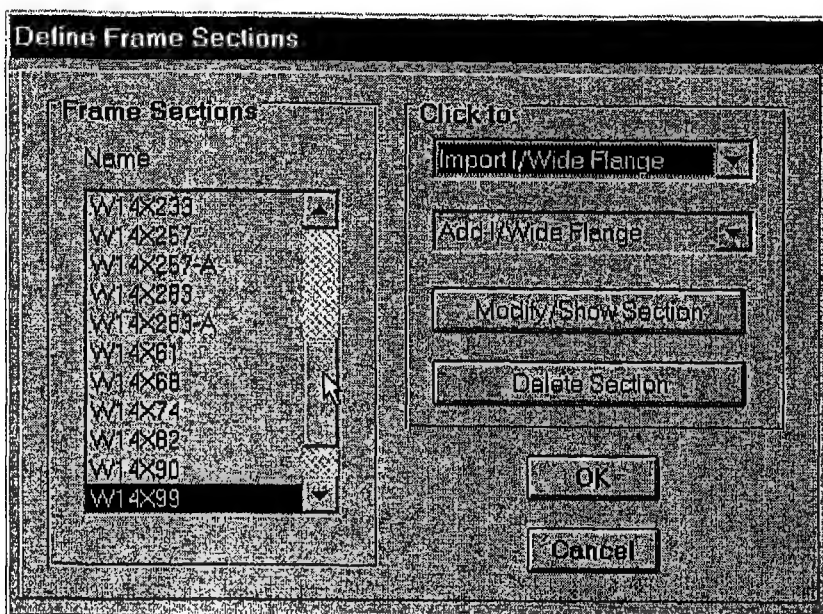 Define Frame Sections
Frame Sections
Name
W14X233
W14X257
W14X257-A
W14X283
W14X283-A
W14X61
W14X68
W14X74
W14X82
W14X90
W14X99
Click to
Import I/Wide Flange
Add I/Wide Flange
Modify/Show Section
Delete Section
OK
Cancel